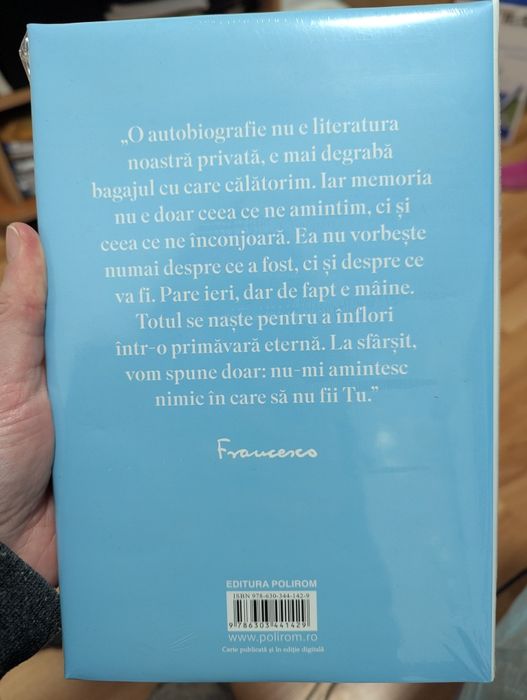 „O autobiografie nu e literatura
noastră privată, e mai degrabă
bagajul cu care călătorim. Iar memoria
nu e doar ceea ce ne amintim, ci și
ceea ce ne înconjoară. Ea nu vorbește
numai despre ce a fost, ci și despre ce
va fi. Pare ieri, dar de fapt e mâine.
Totul se naște pentru a înflori
într-o primăvară eternă. La sfârșit,
vom spune doar: nu-mi amintesc
nimic în care să nu fii Tu.”
Francesco
EDITURA POLIROM
ISBN 978-630-344-142-9
9 786303 441429
www.polirom.ro
Carte publicată și în ediție digitală